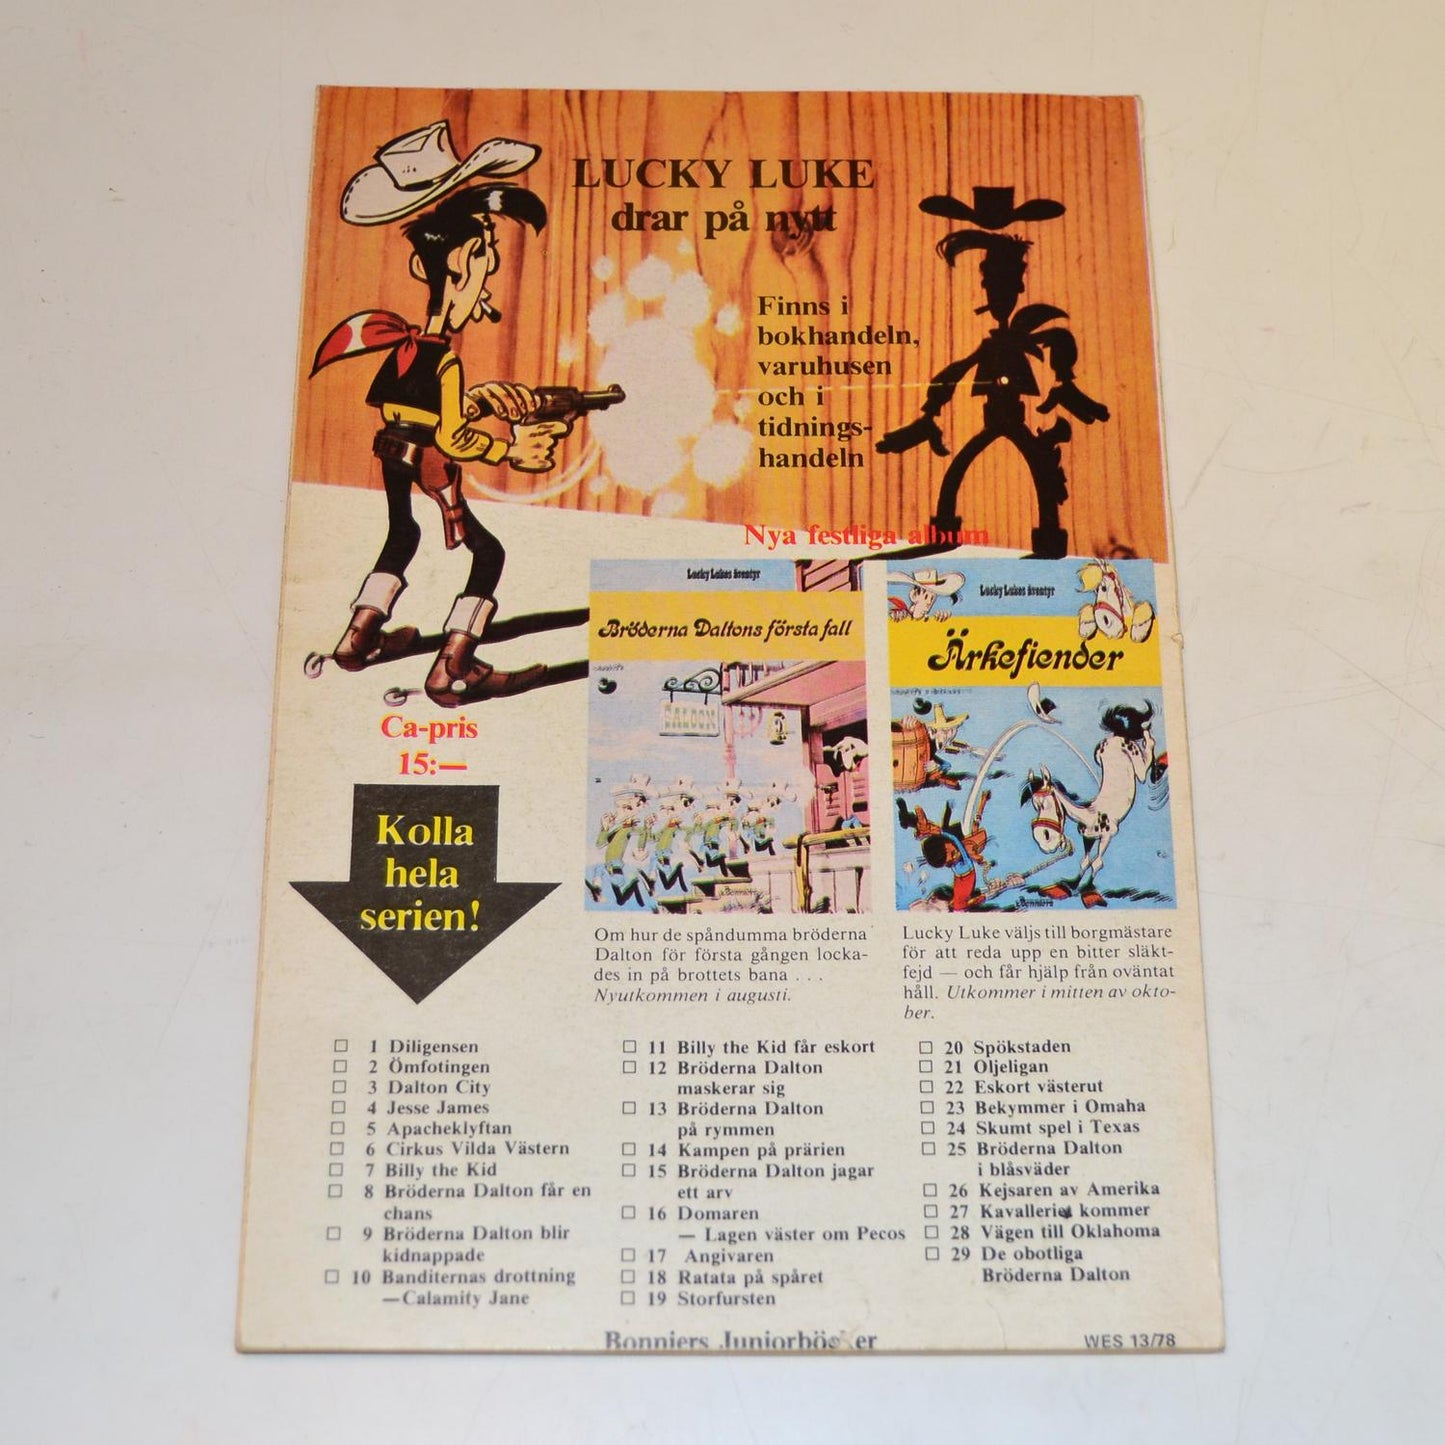 LUCKY LUKE
drar på nytt
Finns i
bokhandeln,
varuhusen
och i
tidnings-
handeln
Nya festliga album
Lucky Lukes äventyr
Bröderna Daltons första fall
SALOON
Bonniers
Lucky Lukes äventyr
Ärkefiender
Bonniers
Ca-pris
15:—
Kolla
hela
serien!
Om hur de spåndumma bröderna
Dalton för första gången locka-
des in på brottets bana . . .
Nyutkommen i augusti.
Lucky Luke väljs till borgmästare
för att reda upp en bitter släkt-
fejd — och får hjälp från oväntat
håll. Utkommer i mitten av okto-
ber.
1 Diligensen
2 Ömfotingen
3 Dalton City
4 Jesse James
5 Apacheklyftan
6 Cirkus Vilda Västern
7 Billy the Kid
8 Bröderna Dalton får en
chans
9 Bröderna Dalton blir
kidnappade
10 Banditernas drottning
—Calamity Jane
11 Billy the Kid får eskort
12 Bröderna Dalton
maskerar sig
13 Bröderna Dalton
på rymmen
14 Kampen på prärien
15 Bröderna Dalton jagar
ett arv
16 Domaren
— Lagen väster om Pecos
17 Angivaren
18 Ratata på spåret
19 Storfursten
20 Spökstaden
21 Oljeligan
22 Eskort västerut
23 Bekymmer i Omaha
24 Skumt spel i Texas
25 Bröderna Dalton
i blåsväder
26 Kejsaren av Amerika
27 Kavalleriet kommer
28 Vägen till Oklahoma
29 De obotliga
Bröderna Dalton
Bonniers Juniorböcker
WES 13/78